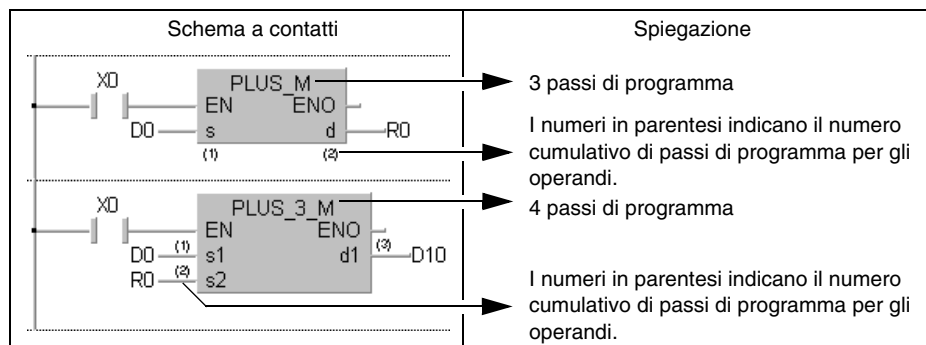 Schema a contatti
Spiegazione
X0
PLUS_M
EN ENO
D0 s d R0
(1) (2)
3 passi di programma
I numeri in parentesi indicano il numero
cumulativo di passi di programma per gli
operandi.
X0
PLUS_3_M
EN ENO
D0 (1) s1 d1 (3) D10
R0 (2) s2
4 passi di programma
I numeri in parentesi indicano il numero
cumulativo di passi di programma per gli
operandi.